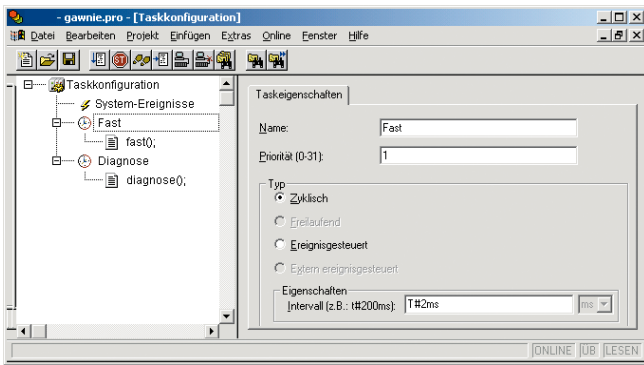 - gawnie.pro - [Taskkonfiguration]
Datei Bearbeiten Projekt Einfügen Extras Online Fenster Hilfe
Taskkonfiguration
System-Ereignisse
Fast
fast();
Diagnose
diagnose();
Taskeigenschaften
Name: Fast
Priorität (0-31): 1
Typ
Zyklisch
Freilaufend
Ereignisgesteuert
Extern ereignisgesteuert
Eigenschaften
Intervall (z.B.: t#200ms): T#2ms ms
ONLINE ÜB LESEN